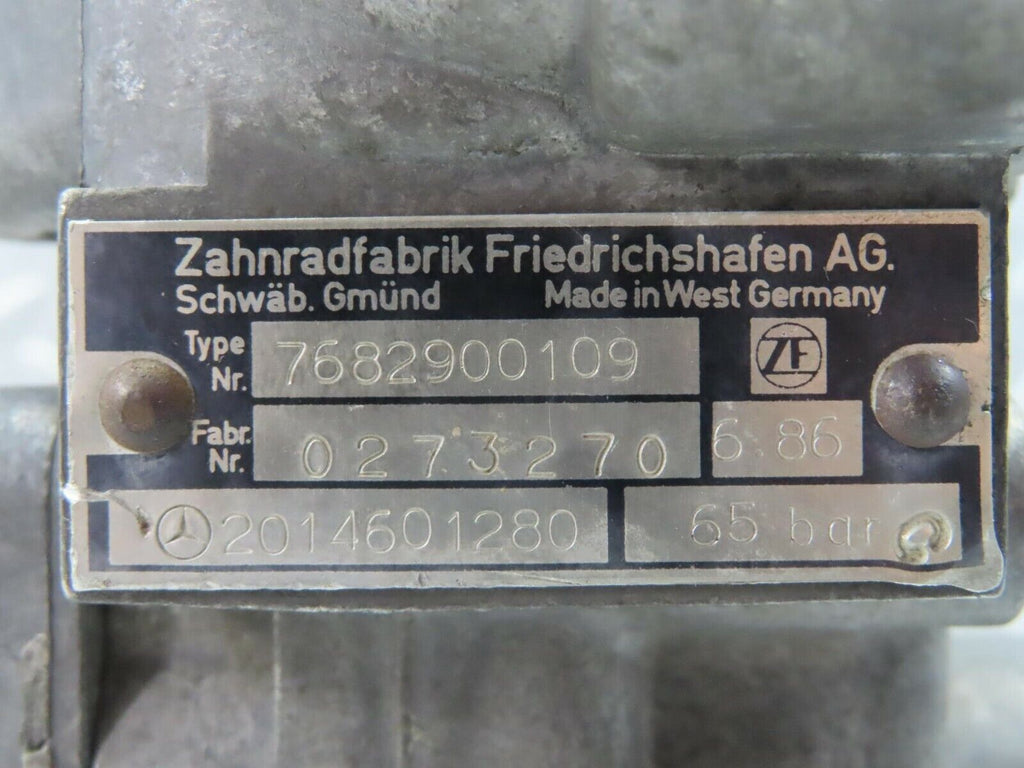 Zahnradfabrik Friedrichshafen AG.
Schwäb. Gmünd Made in West Germany
Type Nr. 7682900109 ZF
Fabr. Nr. 0273270 6.86
2014601280 65 bar